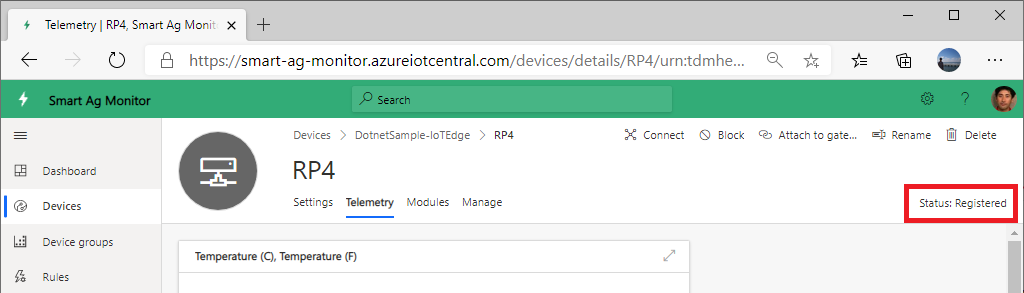 Telemetry | RP4, Smart Ag Monit
https://smart-ag-monitor.azureiotcentral.com/devices/details/RP4/urn:tdmhe...
Smart Ag Monitor
Search
?
Devices > DotnetSample-IoTEdge > RP4
Connect
Block
Attach to gate...
Rename
Delete
Dashboard
RP4
Devices
Settings
Telemetry
Modules
Manage
Status: Registered
Device groups
Temperature (C), Temperature (F)
Rules